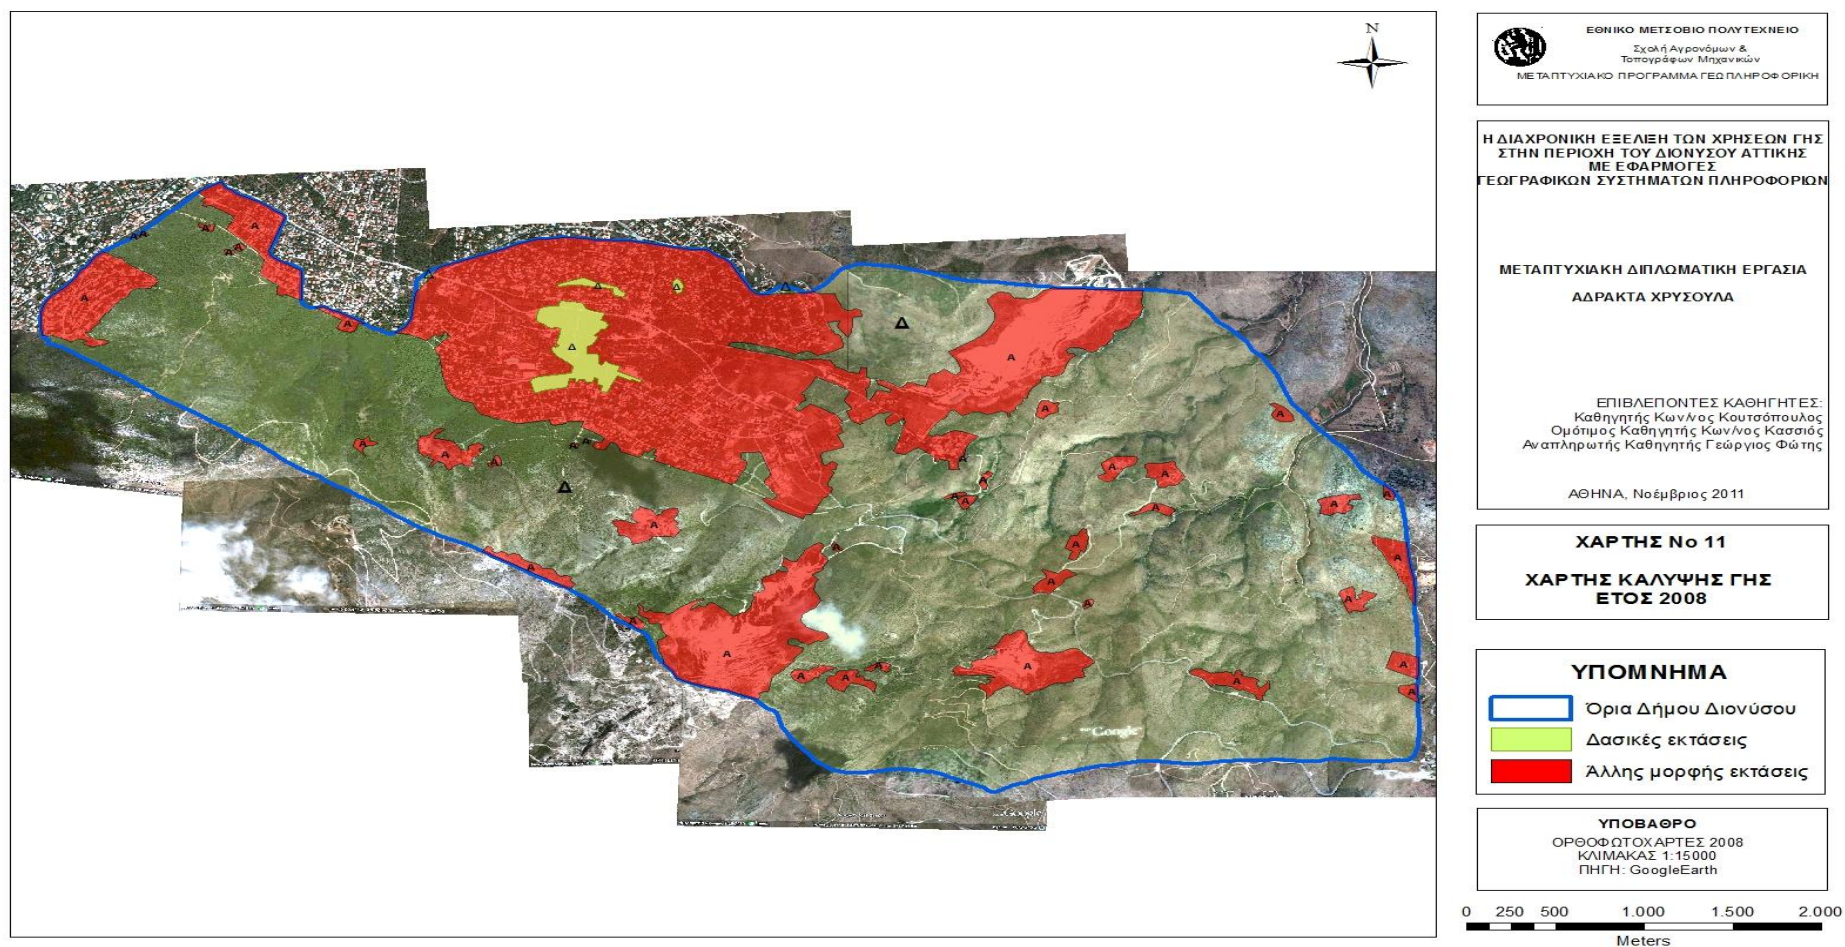 N
ΕΘΝΙΚΟ ΜΕΤΣΟΒΙΟ ΠΟΛΥΤΕΧΝΕΙΟ
Σχολή Αγρονόμων &
Τοπογράφων Μηχανικών
ΜΕΤΑΠΤΥΧΙΑΚΟ ΠΡΟΓΡΑΜΜΑ ΓΕΩΠΛΗΡΟΦΟΡΙΚΗ
Η ΔΙΑΧΡΟΝΙΚΗ ΕΞΕΛΙΞΗ ΤΩΝ ΧΡΗΣΕΩΝ ΓΗΣ
ΣΤΗΝ ΠΕΡΙΟΧΗ ΤΟΥ ΔΙΟΝΥΣΟΥ ΑΤΤΙΚΗΣ
ΜΕ ΕΦΑΡΜΟΓΕΣ
ΓΕΩΓΡΑΦΙΚΩΝ ΣΥΣΤΗΜΑΤΩΝ ΠΛΗΡΟΦΟΡΙΩΝ
ΜΕΤΑΠΤΥΧΙΑΚΗ ΔΙΠΛΩΜΑΤΙΚΗ ΕΡΓΑΣΙΑ
ΑΔΡΑΚΤΑ ΧΡΥΣΟΥΛΑ
ΕΠΙΒΛΕΠΟΝΤΕΣ ΚΑΘΗΓΗΤΕΣ:
Καθηγητής Κων/νος Κουτσόπουλος
Ομότιμος Καθηγητής Κων/νος Κασσιός
Αναπληρωτής Καθηγητής Γεώργιος Φώτης
ΑΘΗΝΑ, Νοέμβριος 2011
ΧΑΡΤΗΣ Νο 11
ΧΑΡΤΗΣ ΚΑΛΥΨΗΣ ΓΗΣ
ΕΤΟΣ 2008
ΥΠΟΜΝΗΜΑ
Όρια Δήμου Διονύσου
Δασικές εκτάσεις
Άλλης μορφής εκτάσεις
ΥΠΟΒΑΘΡΟ
ΟΡΘΟΦΩΤΟΧΑΡΤΕΣ 2008
ΚΛΙΜΑΚΑΣ 1:15000
ΠΗΓΗ: GoogleEarth
0 250 500 1.000 1.500 2.000
Meters
Google
Google